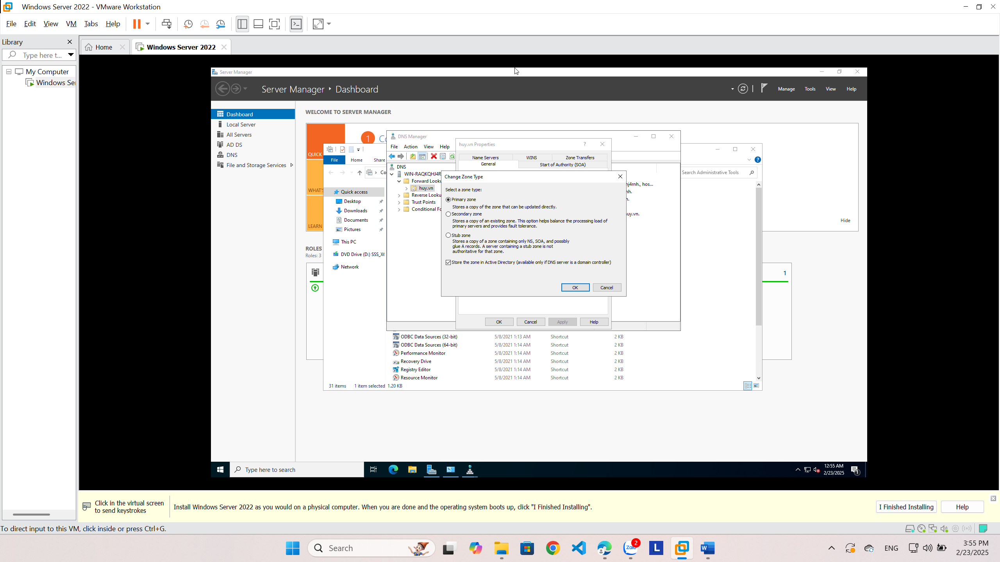 Windows Server 2022 - VMware Workstation
File Edit View VM Tabs Help
Library
Type here t...
My Computer
Windows Se
Home
Windows Server 2022
Server Manager
Server Manager Dashboard
Manage Tools View Help
Dashboard
Local Server
All Servers
AD DS
DNS
File and Storage Services
WELCOME TO SERVER MANAGER
QUICK
WHAT'S
LEARN
1
Hide
ROLES
Roles: 3
1
File Home Share
Search Administrative Tools
Quick access
Desktop
Downloads
Documents
Pictures
This PC
DVD Drive (D:) SSS_X6
Network
DNS Manager
File Action View Help
DNS
WIN-RAQKQHJ4R
Forward Looku
huy.vn
Reverse Looku
Trust Points
Conditional Fo
hj4rnh., hos...
nh.
huy.vn.
huy.vn Properties
?
Name Servers WINS Zone Transfers
General Start of Authority (SOA)
Change Zone Type
Select a zone type:
Primary zone
Stores a copy of the zone that can be updated directly.
Secondary zone
Stores a copy of an existing zone. This option helps balance the processing load of
primary servers and provides fault tolerance.
Stub zone
Stores a copy of a zone containing only NS, SOA, and possibly
glue A records. A server containing a stub zone is not
authoritative for that zone.
Store the zone in Active Directory (available only if DNS server is a domain controller)
OK Cancel
OK Cancel Apply Help
ODBC Data Sources (32-bit) 5/8/2021 1:13 AM Shortcut 2 KB
ODBC Data Sources (64-bit) 5/8/2021 1:14 AM Shortcut 2 KB
Performance Monitor 5/8/2021 1:14 AM Shortcut 2 KB
Recovery Drive 5/8/2021 1:14 AM Shortcut 2 KB
Registry Editor 5/8/2021 1:14 AM Shortcut 2 KB
Resource Monitor 5/8/2021 1:14 AM Shortcut 2 KB
31 items 1 item selected 1.20 KB
Type here to search
12:55 AM
2/23/2025
1
Click in the virtual screen
to send keystrokes
Install Windows Server 2022 as you would on a physical computer. When you are done and the operating system boots up, click "I Finished Installing".
I Finished Installing
Help
To direct input to this VM, click inside or press Ctrl+G.
Search
Zalo
2
L
W
ENG
3:55 PM
2/23/2025